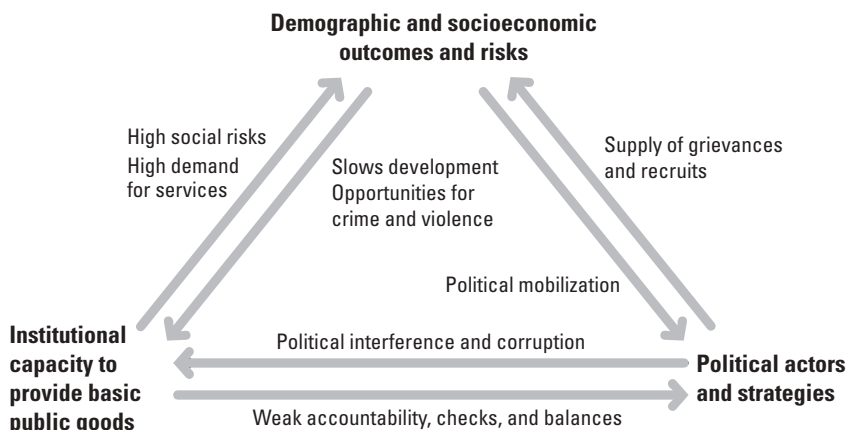 Demographic and socioeconomic
outcomes and risks
High social risks
High demand
for services
Slows development
Opportunities for
crime and violence
Supply of grievances
and recruits
Political mobilization
Institutional
capacity to
provide basic
public goods
Political interference and corruption
Political actors
and strategies
Weak accountability, checks, and balances